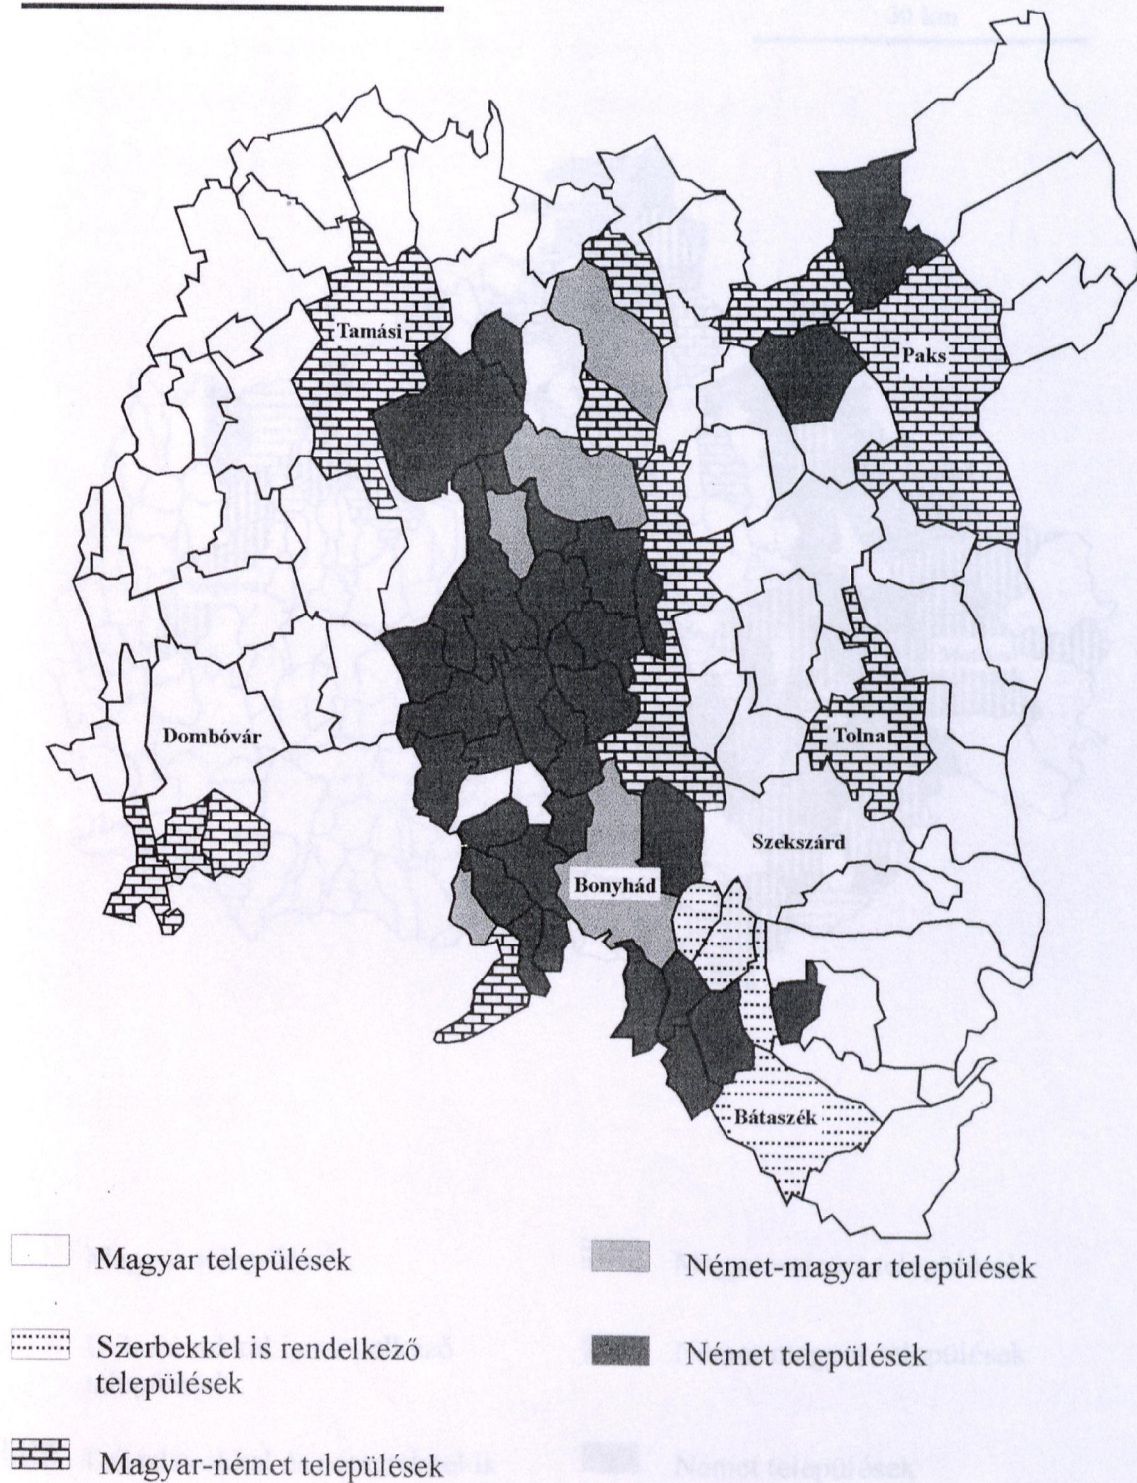 30 km
Tamási
Paks
Dombóvár
Tolna
Szekszárd
Bonyhád
Bátaszék
Magyar települések
Szerbekkel is rendelkező
települések
Magyar-német települések
Német-magyar települések
Német települések